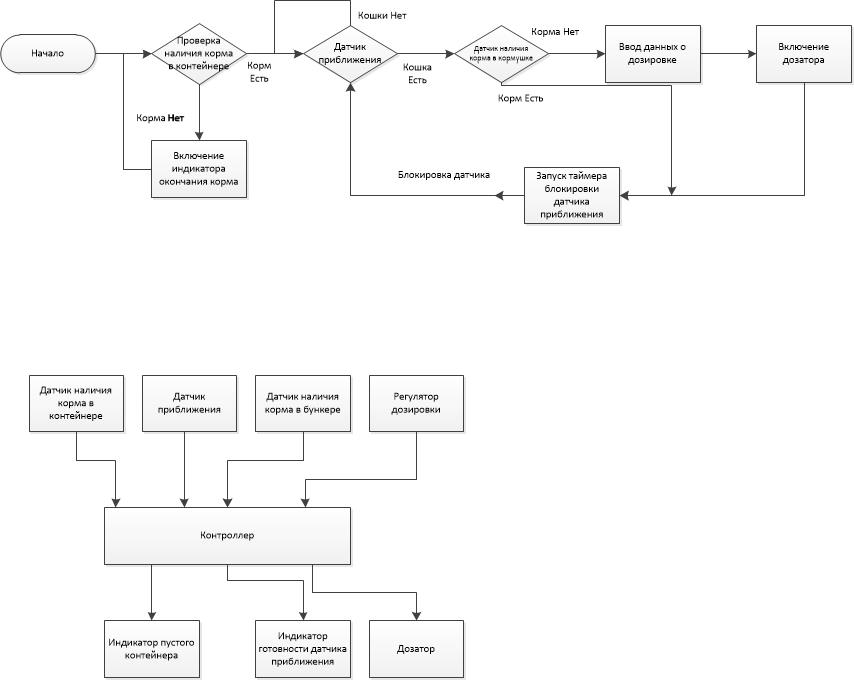 Начало
Проверка
наличия корма
в контейнере
Корм
Есть
Корма Нет
Включение
индикатора
окончания корма
Кошки Нет
Датчик
приближения
Кошка
Есть
Датчик наличия
корма в кормушке
Корма Нет
Корм Есть
Ввод данных о
дозировке
Включение
дозатора
Запуск таймера
блокировки
датчика
приближения
Блокировка датчика
Датчик наличия
корма в
контейнере
Датчик
приближения
Датчик наличия
корма в бункере
Регулятор
дозировки
Контроллер
Индикатор пустого
контейнера
Индикатор
готовности датчика
приближения
Дозатор